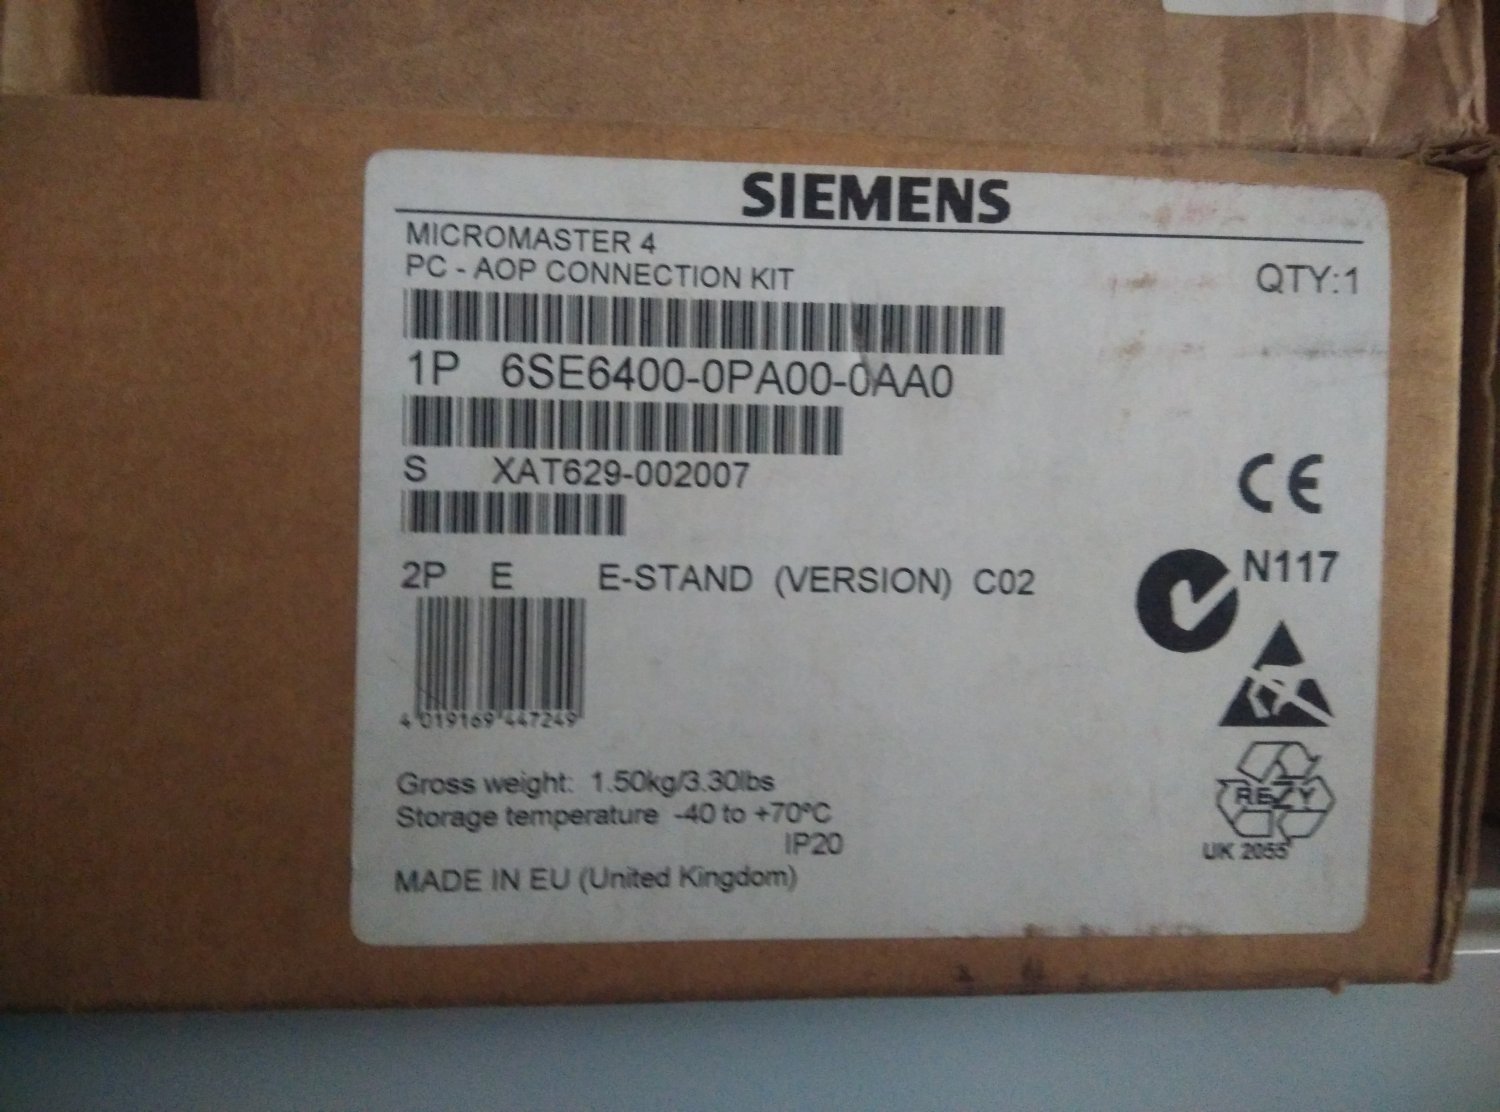 SIEMENS
MICROMASTER 4
PC - AOP CONNECTION KIT
QTY:1
1P 6SE6400-0PA00-0AA0
S XAT629-002007
2P E E-STAND (VERSION) C02
N117
4 019169 447249
REZY
UK 2055
Gross weight: 1.50kg/3.30lbs
Storage temperature -40 to +70°C
IP20
MADE IN EU (United Kingdom)